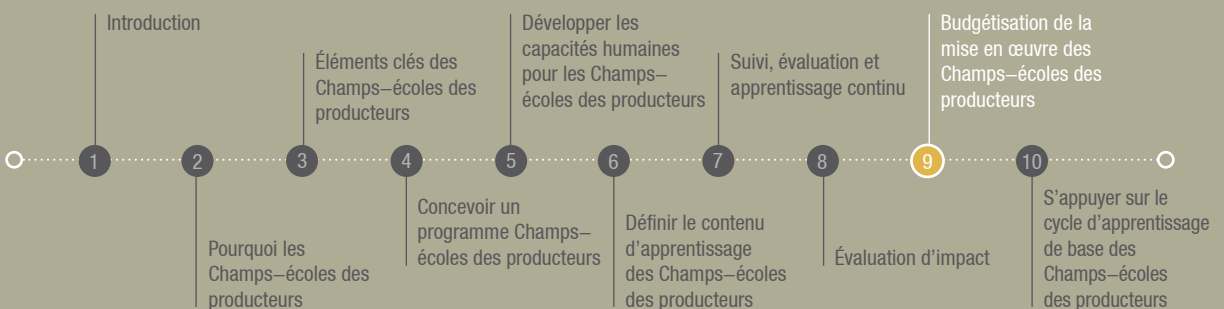 Introduction
1
2
Pourquoi les
Champs–écoles des
producteurs
Éléments clés des
Champs–écoles des
producteurs
3
4
Concevoir un
programme Champs–
écoles des producteurs
Développer les
capacités humaines
pour les Champs–
écoles des producteurs
5
6
Définir le contenu
d’apprentissage
des Champs–écoles
des producteurs
Suivi, évaluation et
apprentissage continu
7
8
Évaluation d’impact
Budgétisation de la
mise en œuvre des
Champs–écoles des
producteurs
9
10
S’appuyer sur le
cycle d’apprentissage
de base des
Champs–écoles
des producteurs